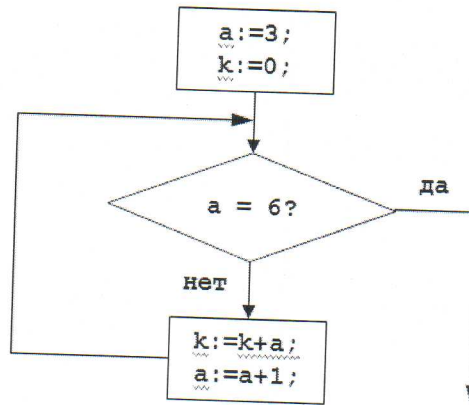 a:=3;
k:=0;
a = 6?
да
нет
k:=k+a;
a:=a+1;